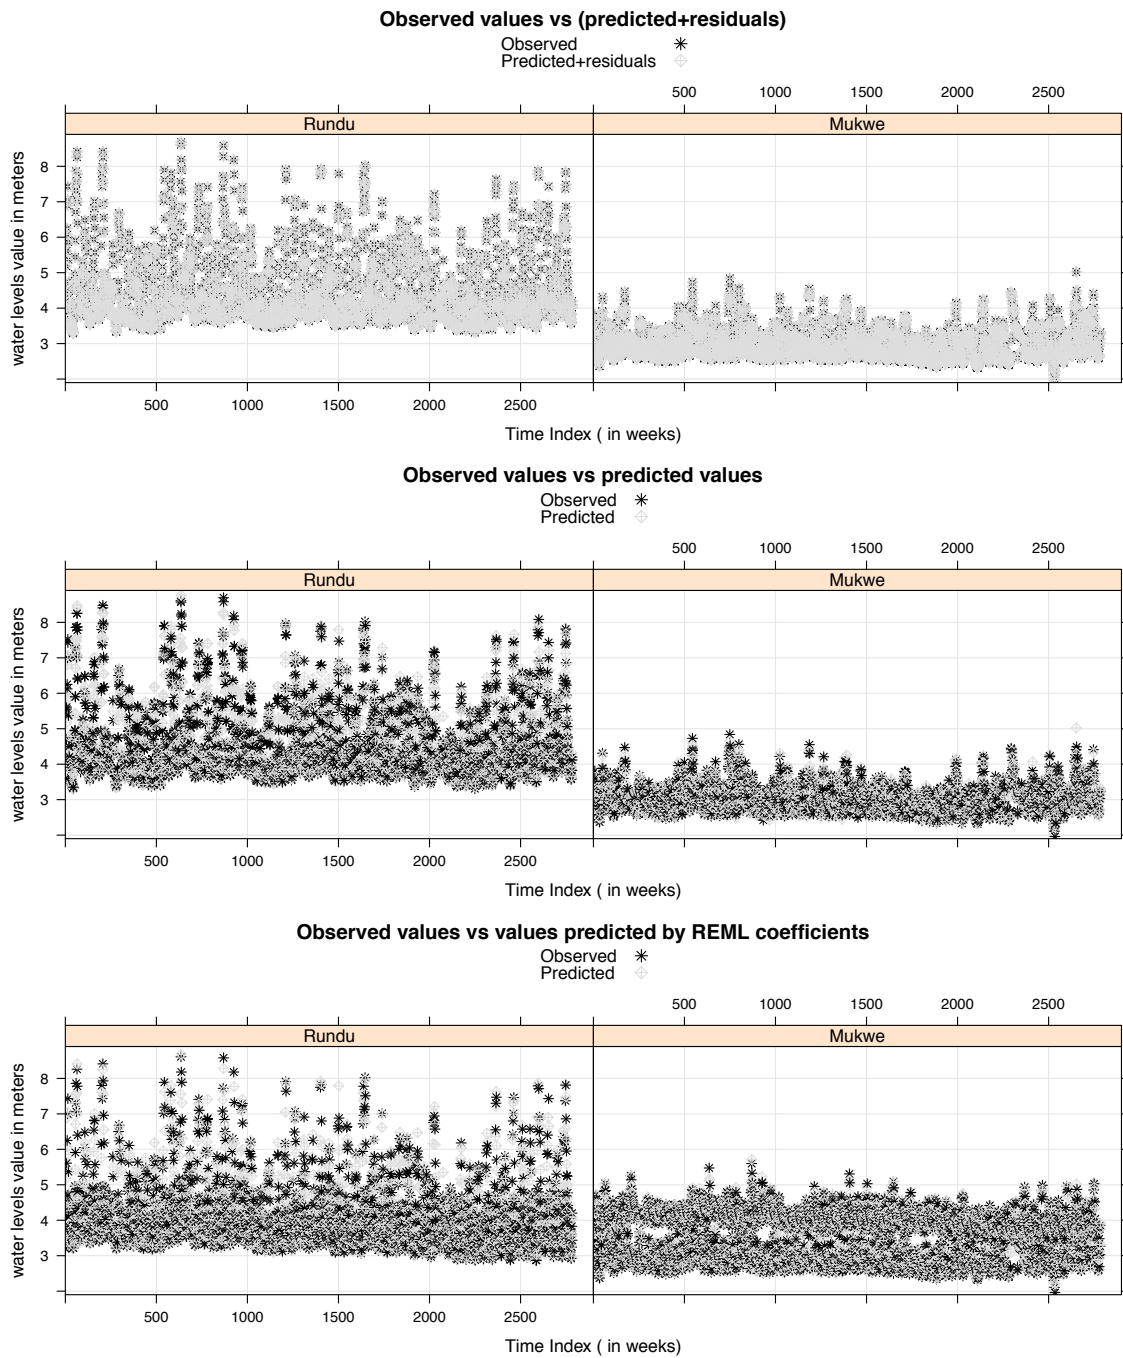 Observed values vs (predicted+residuals)
Observed
Predicted+residuals
500 1000 1500 2000 2500
Rundu Mukwe
water levels value in meters
8
7
6
5
4
3
500 1000 1500 2000 2500
Time Index ( in weeks)
Observed values vs predicted values
Observed
Predicted
500 1000 1500 2000 2500
Rundu Mukwe
water levels value in meters
8
7
6
5
4
3
500 1000 1500 2000 2500
Time Index ( in weeks)
Observed values vs values predicted by REML coefficients
Observed
Predicted
500 1000 1500 2000 2500
Rundu Mukwe
water levels value in meters
8
7
6
5
4
3
500 1000 1500 2000 2500
Time Index ( in weeks)